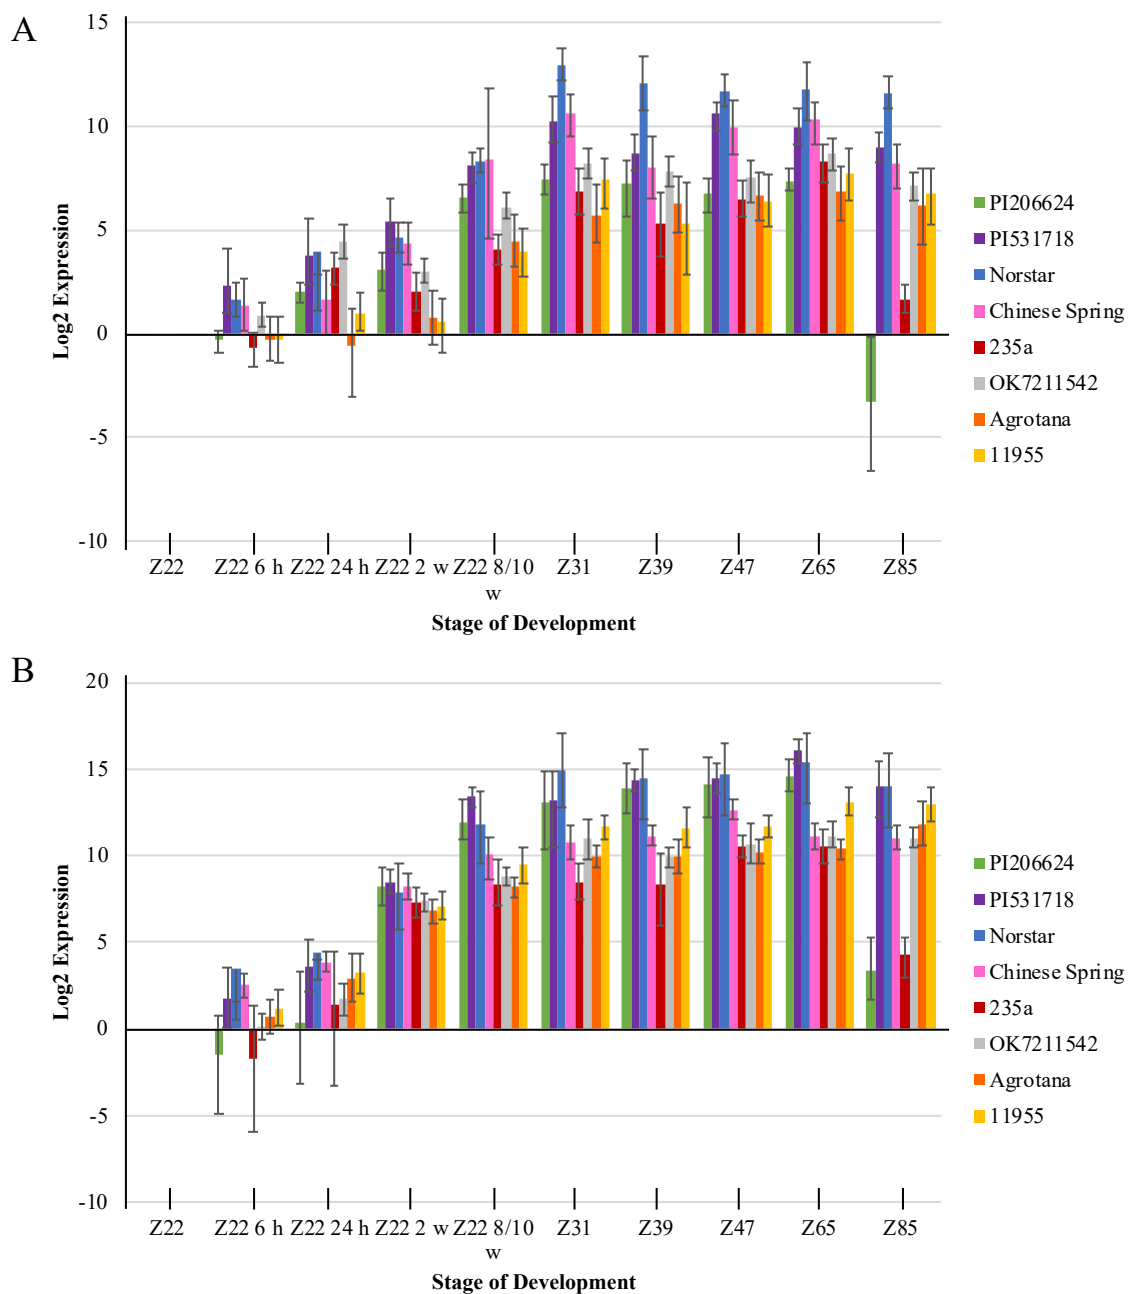 A
15
10
5
0
-5
-10
Log2 Expression
Z22
Z22 6 h
Z22 24 h
Z22 2 w
Z22 8/10 w
Z31
Z39
Z47
Z65
Z85
Stage of Development
PI206624
PI531718
Norstar
Chinese Spring
235a
OK7211542
Agrotana
11955
B
20
15
10
5
0
-5
-10
Log2 Expression
Z22
Z22 6 h
Z22 24 h
Z22 2 w
Z22 8/10 w
Z31
Z39
Z47
Z65
Z85
Stage of Development
PI206624
PI531718
Norstar
Chinese Spring
235a
OK7211542
Agrotana
11955